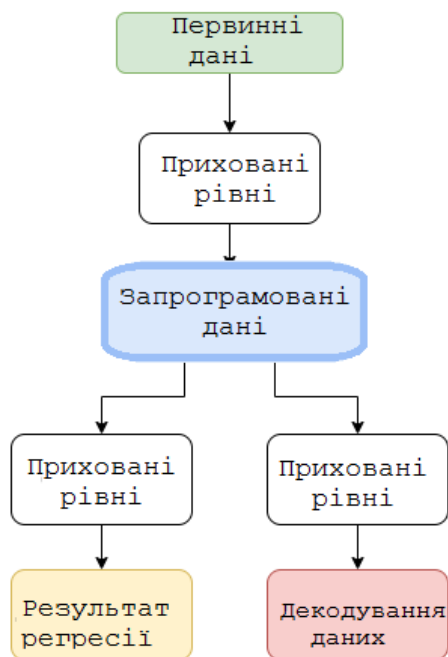 Первинні
дані
Приховані
рівні
Запрограмовані
дані
Приховані
рівні
Приховані
рівні
Результат
регресії
Декодування
даних